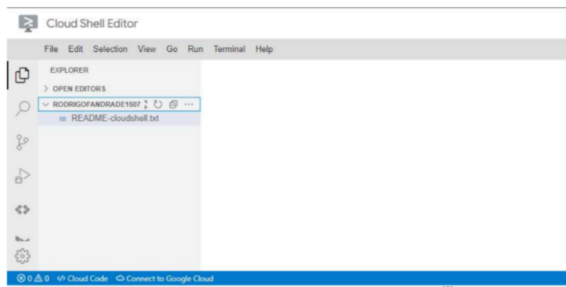 Cloud Shell Editor
File Edit Selection View Go Run Terminal Help
EXPLORER
OPEN EDITORS
RODRIGOFANDRADE1507
README-cloudshell.txt
0 0 Cloud Code Connect to Google Cloud